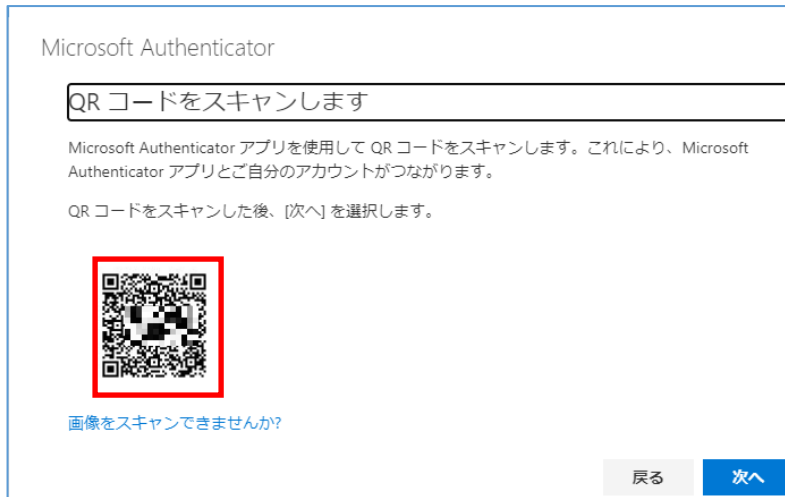 Microsoft Authenticator
QR コードをスキャンします
Microsoft Authenticator アプリを使用して QR コードをスキャンします。これにより、Microsoft
Authenticator アプリとご自分のアカウントがつながります。
QR コードをスキャンした後、[次へ] を選択します。
画像をスキャンできませんか?
戻る
次へ